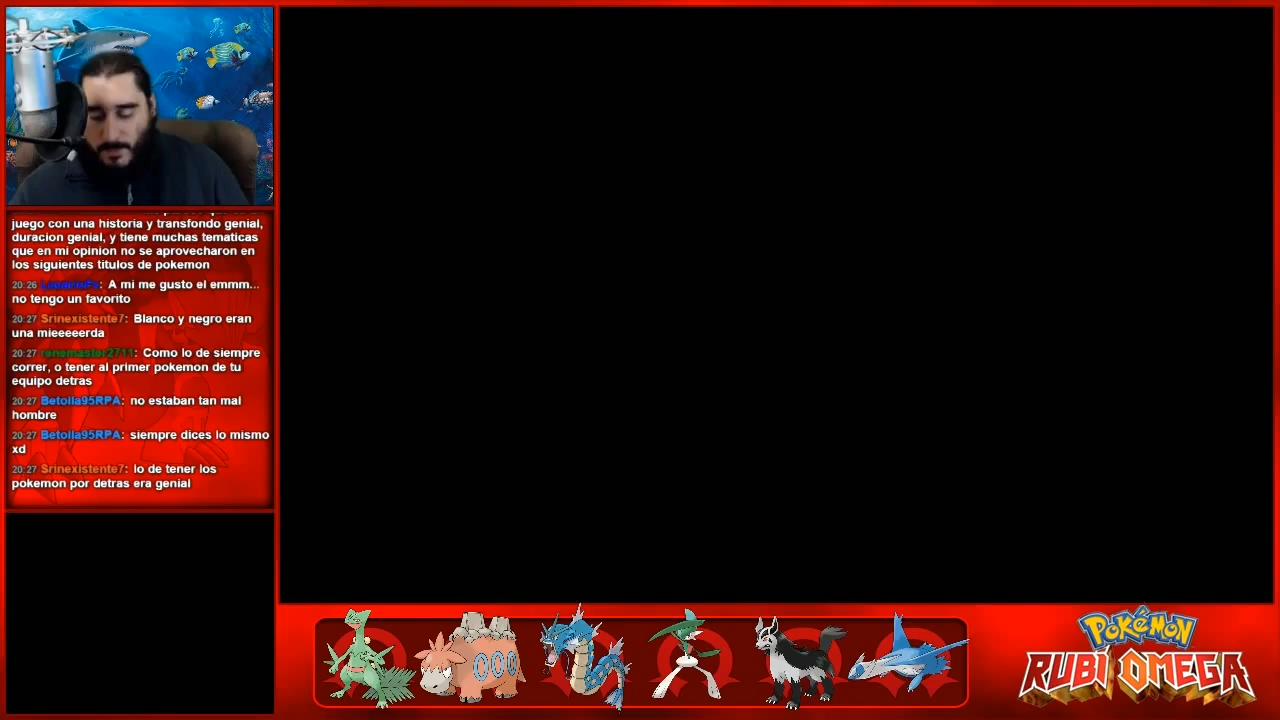 juego con una historia y transfondo genial,
duracion genial, y tiene muchas tematicas
que en mi opinion no se aprovecharon en
los siguientes titulos de pokemon
20:26 : A mi me gusto el emmm...
no tengo un favorito
20:27 Srinexistente7: Blanco y negro eran
una mieeeeerda
20:27 renemaster2711: Como lo de siempre
correr, o tener al primer pokemon de tu
equipo detras
20:27 Betolla95RPA: no estaban tan mal
hombre
20:27 Betolla95RPA: siempre dices lo mismo
xd
20:27 Srinexistente7: lo de tener los
pokemon por detras era genial
POKéMON
RUBI OMEGA